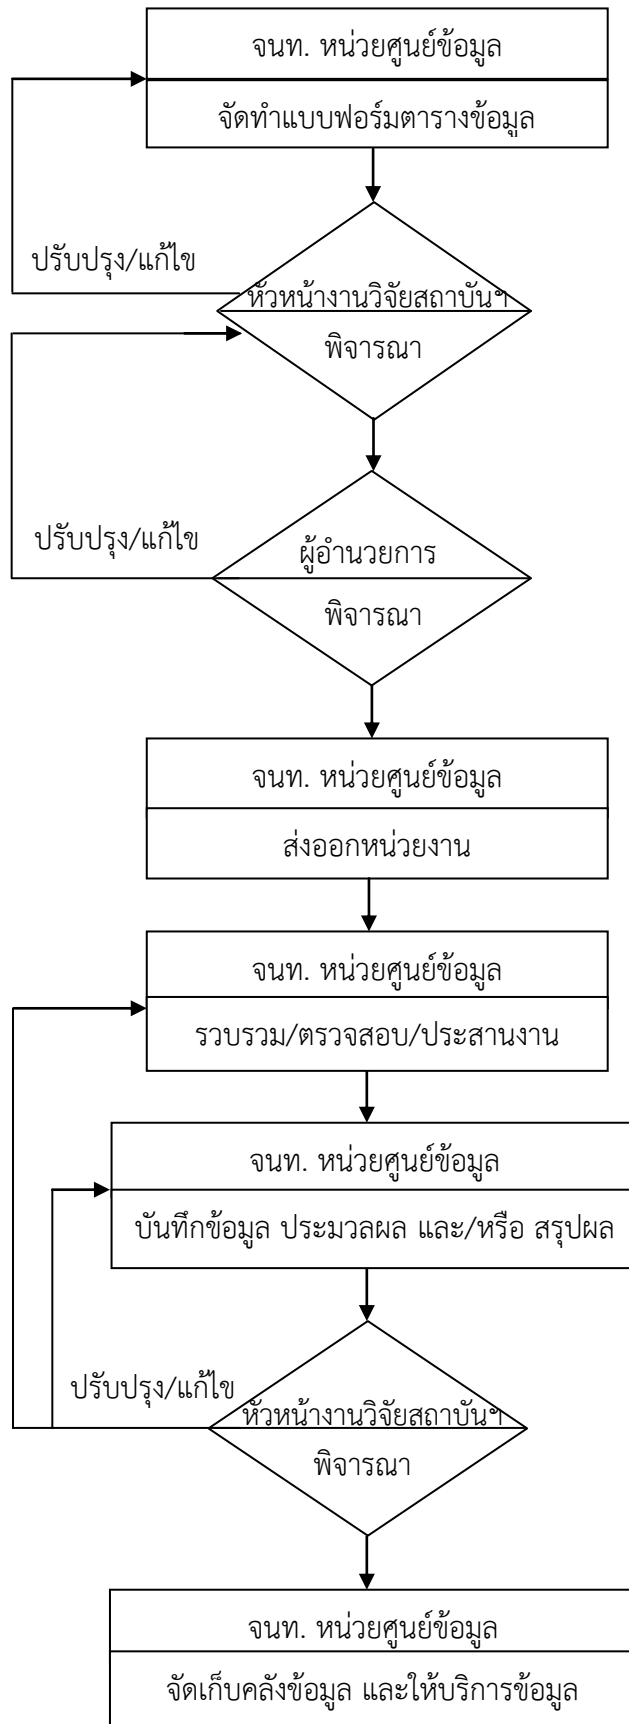 จนท. หน่วยศูนย์ข้อมูล
จัดทำแบบฟอร์มตารางข้อมูล
ปรับปรุง/แก้ไข
หัวหน้างานวิจัยสถาบันฯ
พิจารณา
ปรับปรุง/แก้ไข
ผู้อำนวยการ
พิจารณา
จนท. หน่วยศูนย์ข้อมูล
ส่งออกหน่วยงาน
จนท. หน่วยศูนย์ข้อมูล
รวบรวม/ตรวจสอบ/ประสานงาน
จนท. หน่วยศูนย์ข้อมูล
บันทึกข้อมูล ประมวลผล และ/หรือ สรุปผล
ปรับปรุง/แก้ไข
หัวหน้างานวิจัยสถาบันฯ
พิจารณา
จนท. หน่วยศูนย์ข้อมูล
จัดเก็บคลังข้อมูล และให้บริการข้อมูล